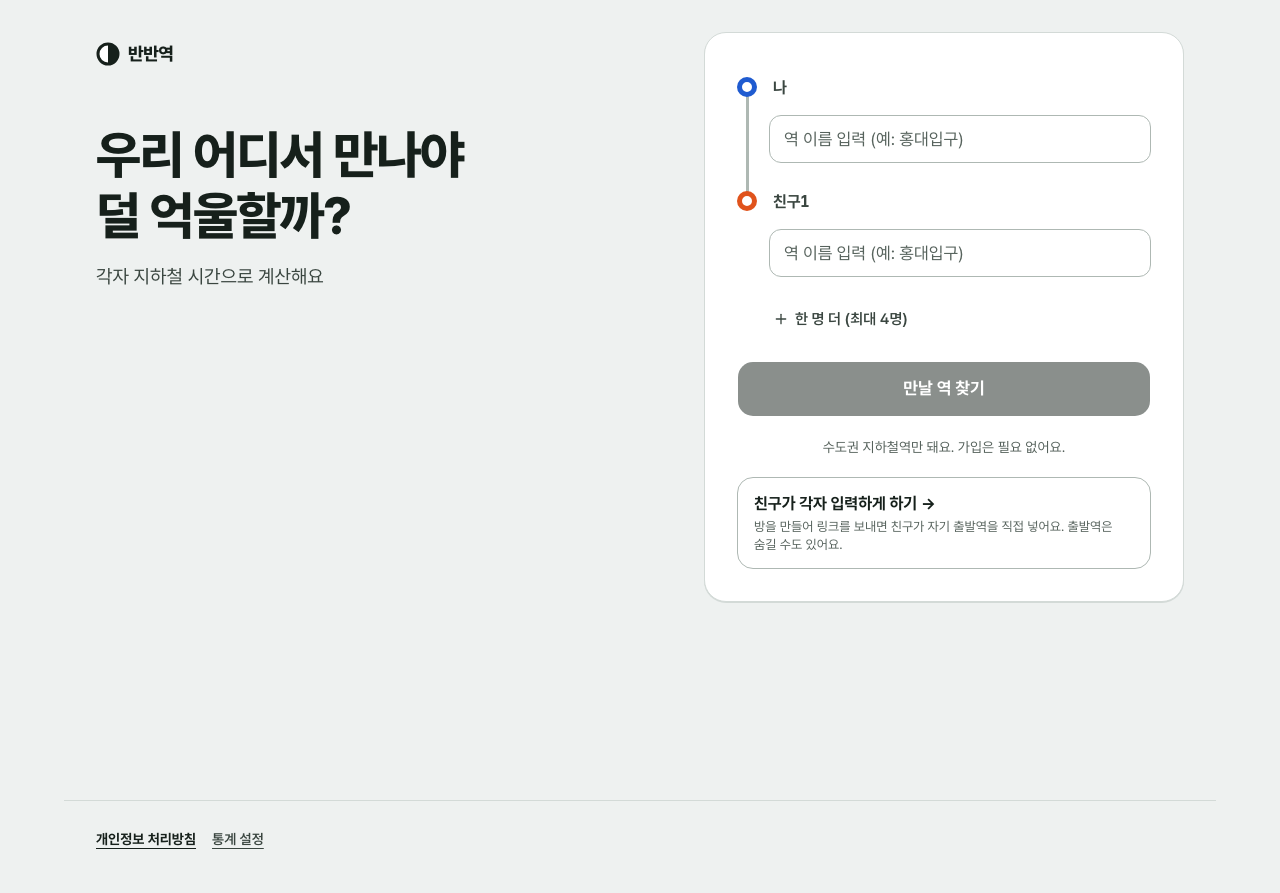 반반역
우리 어디서 만나야
덜 억울할까?
각자 지하철 시간으로 계산해요
나
역 이름 입력 (예: 홍대입구)
친구1
역 이름 입력 (예: 홍대입구)
+ 한 명 더 (최대 4명)
만날 역 찾기
수도권 지하철역만 돼요. 가입은 필요 없어요.
친구가 각자 입력하게 하기 →
방을 만들어 링크를 보내면 친구가 자기 출발역을 직접 넣어요. 출발역은
숨길 수도 있어요.
개인정보 처리방침 통계 설정